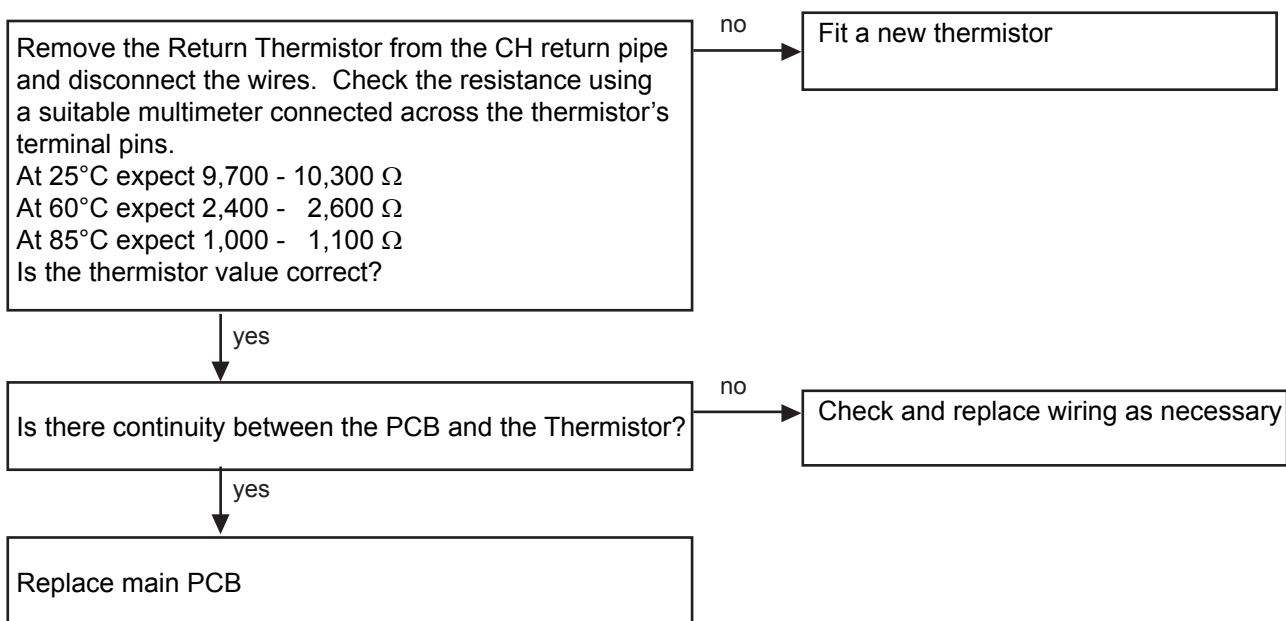 Remove the Return Thermistor from the CH return pipe
and disconnect the wires.  Check the resistance using
a suitable multimeter connected across the thermistor’s
terminal pins.
At 25°C expect 9,700 - 10,300 Ω
At 60°C expect 2,400 -   2,600 Ω
At 85°C expect 1,000 -   1,100 Ω
Is the thermistor value correct?
no
Fit a new thermistor
yes
Is there continuity between the PCB and the Thermistor?
no
Check and replace wiring as necessary
yes
Replace main PCB